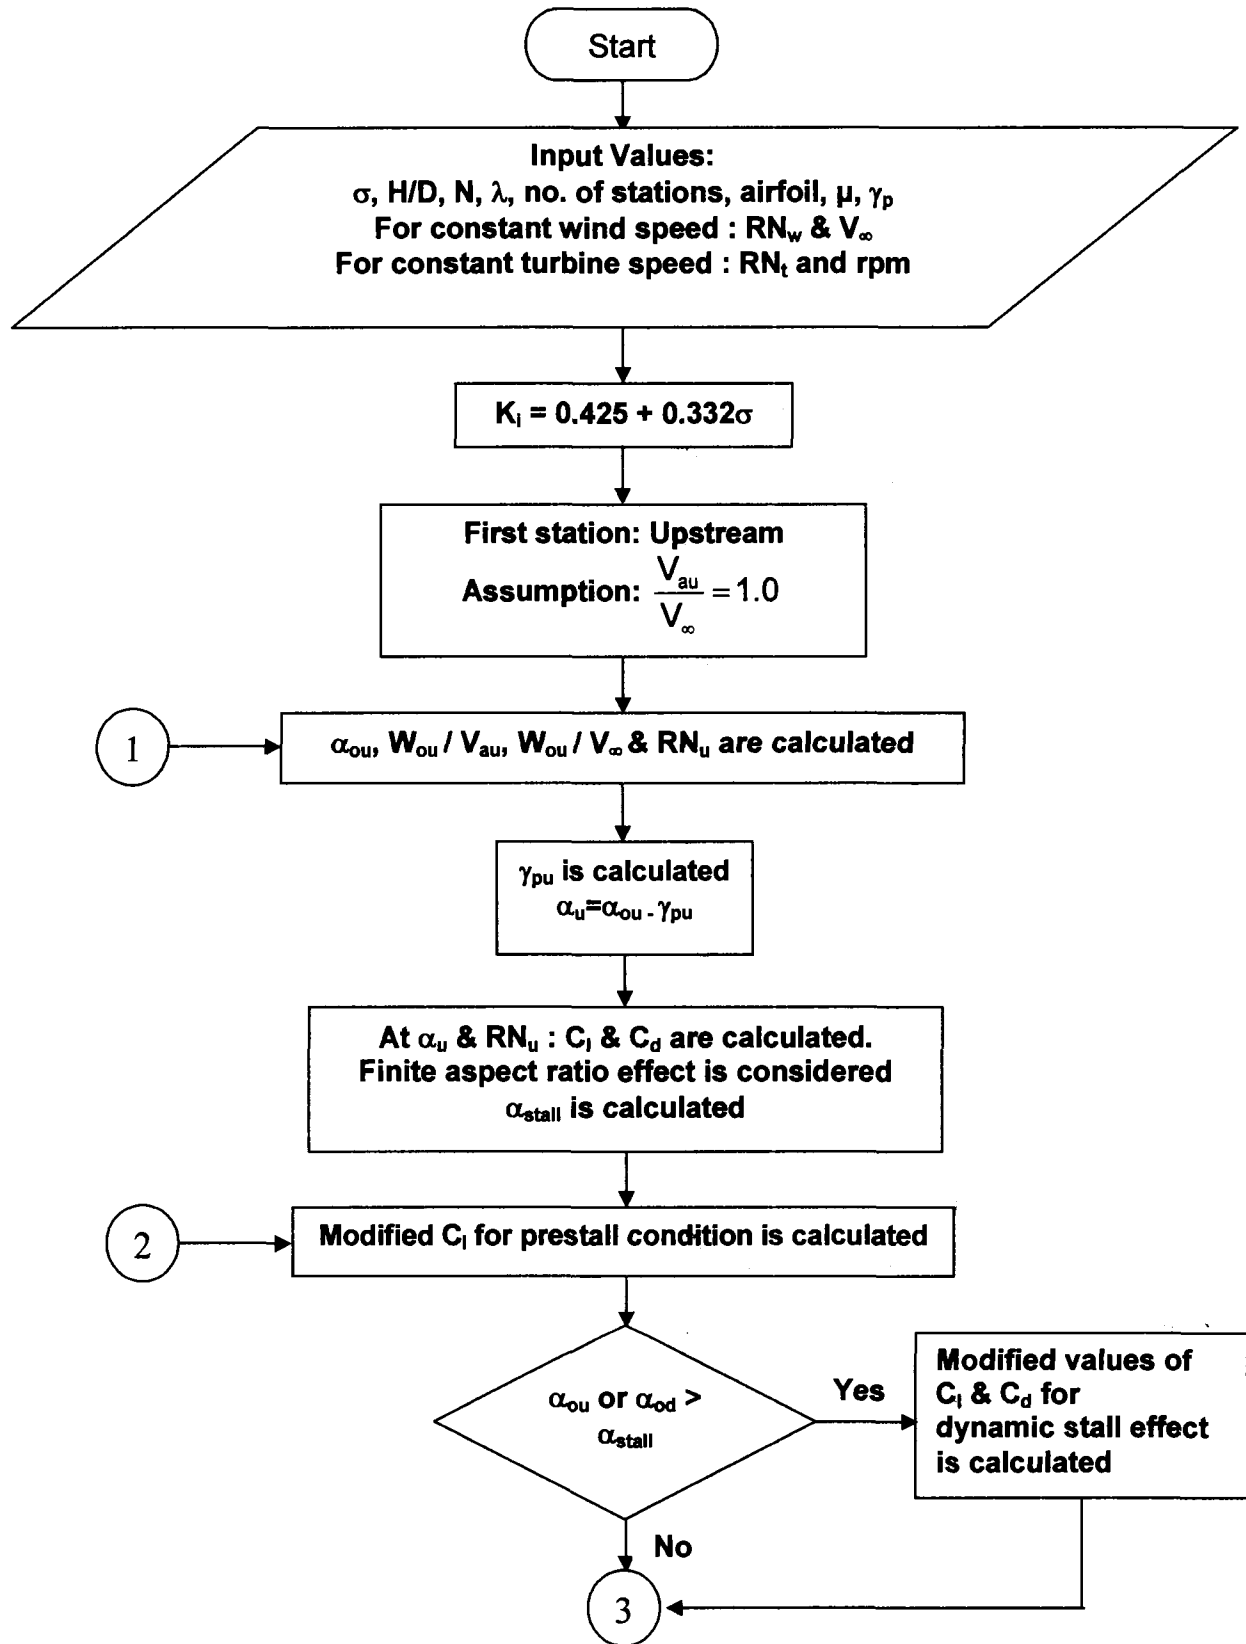 Start
Input Values:
σ, H/D, N, λ, no. of stations, airfoil, μ, γp
For constant wind speed : RNw & V∞
For constant turbine speed : RNt and rpm
Ki = 0.425 + 0.332σ
First station: Upstream
Assumption: Vau/V∞ = 1.0
1
αou, Wou / Vau, Wou / V∞ & RNu are calculated
γpu is calculated
αu=αou - γpu
At αu & RNu : Cl & Cd are calculated.
Finite aspect ratio effect is considered
αstall is calculated
2
Modified Cl for prestall condition is calculated
αou or αod >
αstall
Yes
Modified values of
Cl & Cd for
dynamic stall effect
is calculated
No
3